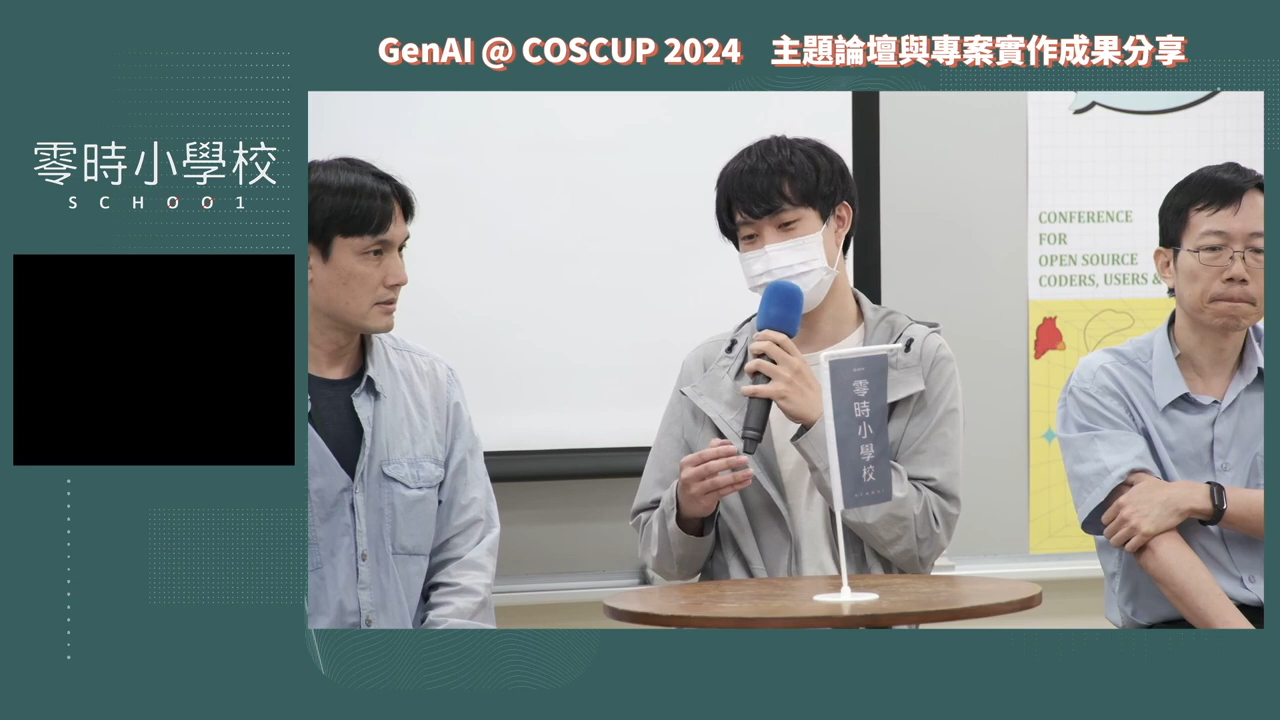 GenAI @ COSCUP 2024 主題論壇與專案實作成果分享
零時小學校
SCHOO1
CONFERENCE
FOR
OPEN SOURCE
CODERS, USERS &
零時小學校